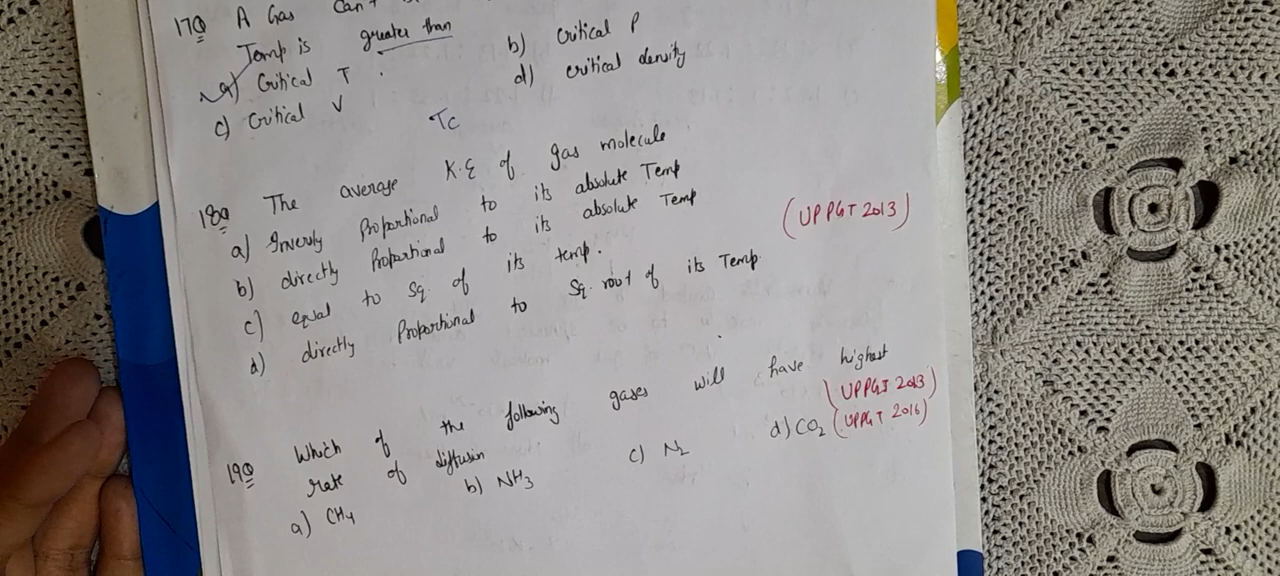 17Q A Gas Can't
Temp is greater than
a) Critical T b) Critical P
c) Critical V d) critical density
Tc
18Q The average K.E of gas molecule
a) Inversly Proportional to its absolute Temp
b) directly Proportional to its absolute Temp (UPPGT 2013)
c) equal to sq. of its temp.
d) directly Proportional to Sq. root of its Temp
19Q Which of the following gases will have highest
rate of diffusion (UPPGT 2013)
a) CH4 b) NH3 c) N2 d) CO2 (UPPGT 2016)